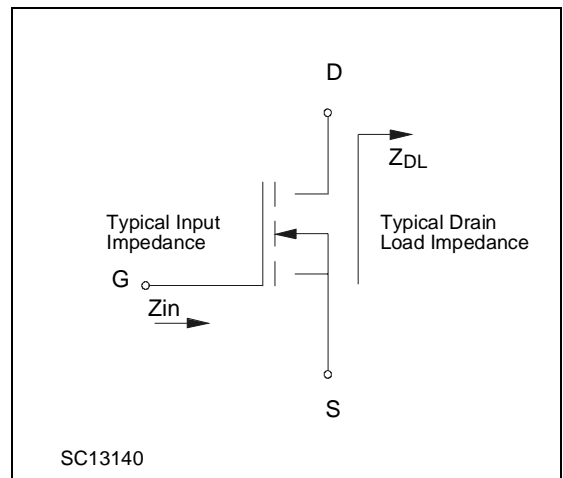 D
Z_DL
Typical Input
Impedance
Typical Drain
Load Impedance
G
Zin
S
SC13140